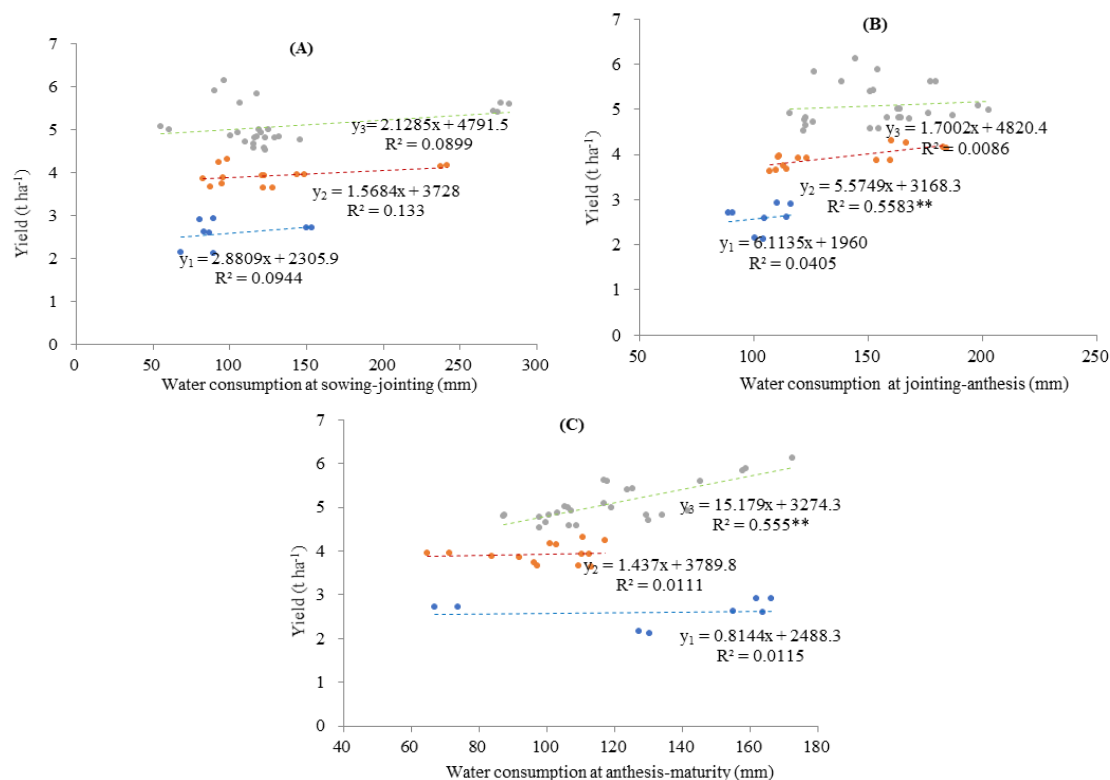 (A)
7
6
5
4
3
2
1
0
Yield (t ha⁻¹)
y₃= 2.1285x + 4791.5
R² = 0.0899
y₂ = 1.5684x + 3728
R² = 0.133
y₁ = 2.8809x + 2305.9
R² = 0.0944
0 50 100 150 200 250 300
Water consumption at sowing-jointing (mm)
(B)
7
6
5
4
3
2
1
0
Yield (t ha⁻¹)
y₃ = 1.7002x + 4820.4
R² = 0.0086
y₂ = 5.5749x + 3168.3
R² = 0.5583**
y₁ = 6.1135x + 1960
R² = 0.0405
50 100 150 200 250
Water consumption at jointing-anthesis (mm)
(C)
7
6
5
4
3
2
1
0
Yield (t ha⁻¹)
y₃ = 15.179x + 3274.3
R² = 0.555**
y₂ = 1.437x + 3789.8
R² = 0.0111
y₁ = 0.8144x + 2488.3
R² = 0.0115
40 60 80 100 120 140 160 180
Water consumption at anthesis-maturity (mm)